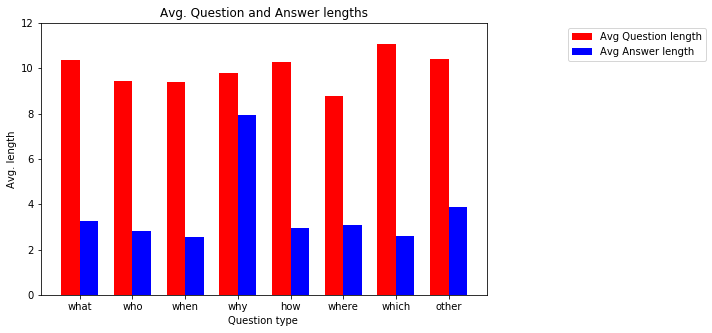 Avg. Question and Answer lengths
Avg Question length
Avg Answer length
Avg. length
12
10
8
6
4
2
0
what who when why how where which other
Question type